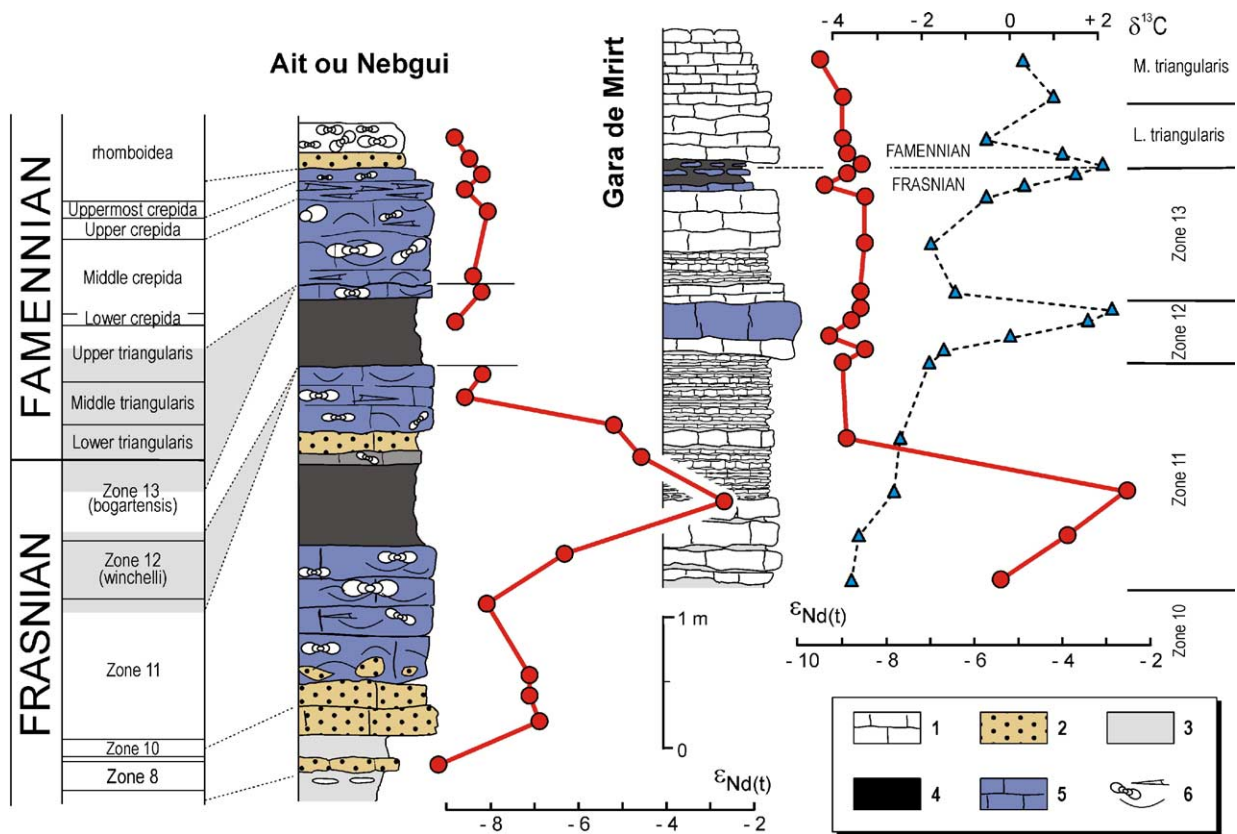 Ait ou Nebgui
Gara de Mrirt
FAMENNIAN
FRASNIAN
rhomboidea
Uppermost crepida
Upper crepida
Middle crepida
Lower crepida
Upper triangularis
Middle triangularis
Lower triangularis
Zone 13
(bogartensis)
Zone 12
(winchelli)
Zone 11
Zone 10
Zone 8
- 8 - 6 - 4 - 2
εNd(t)
1 m
0
- 4 - 2 0 + 2 δ13C
FAMENNIAN
FRASNIAN
M. triangularis
L. triangularis
Zone 13
Zone 12
Zone 11
Zone 10
εNd(t)
- 10 - 8 - 6 - 4 - 2
1 2 3
4 5 6